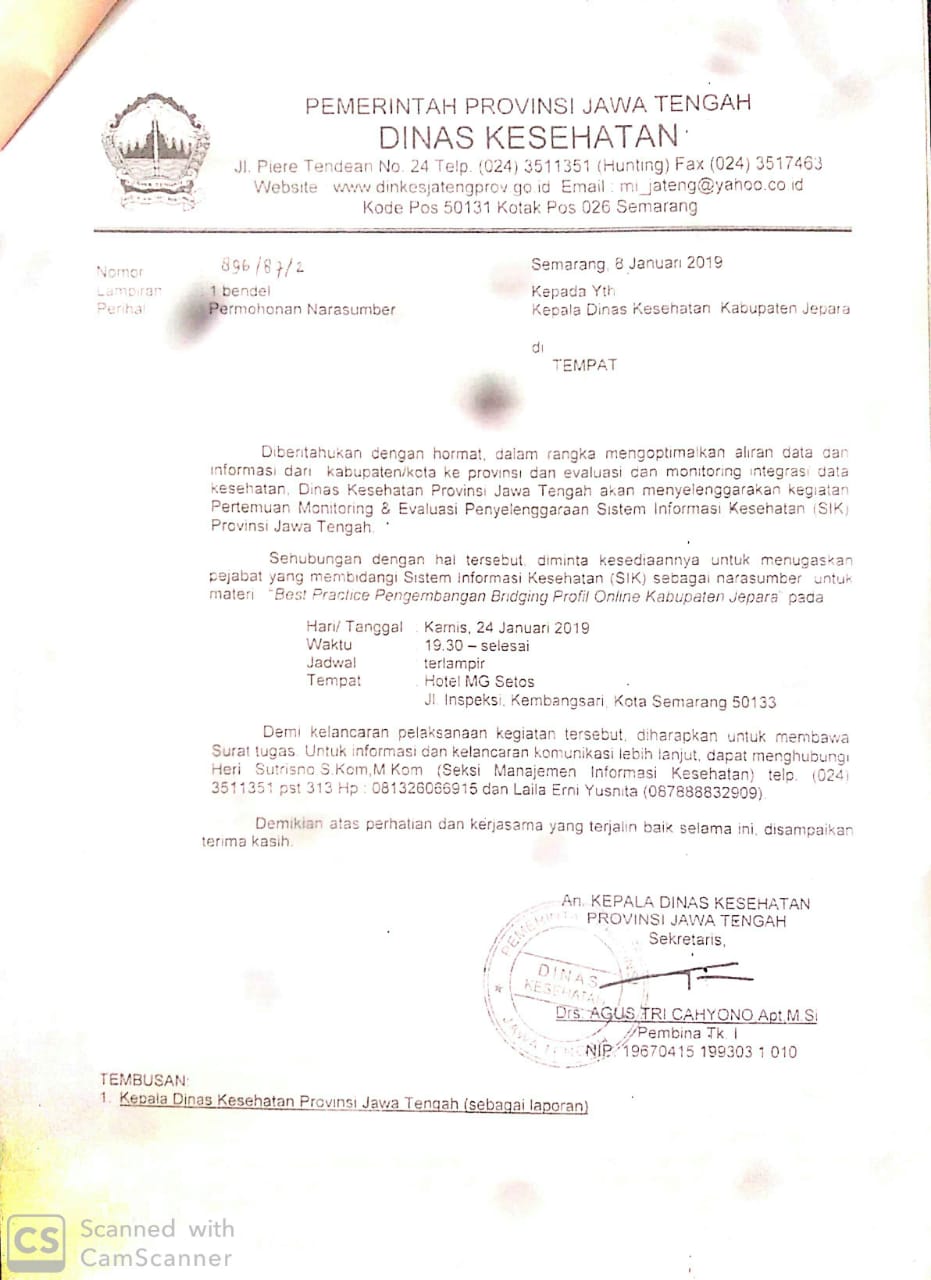 PEMERINTAH PROVINSI JAWA TENGAH
DINAS KESEHATAN
Jl. Piere Tendean No. 24 Telp. (024) 3511351 (Hunting) Fax (024) 3517463
Website www.dinkesjatengprov.go.id Email : mi_jateng@yahoo.co.id
Kode Pos 50131 Kotak Pos 026 Semarang
Semarang, 8 Januari 2019
Nomor 896/87/2
Lampiran 1 bendel
Perihal Permohonan Narasumber
Kepada Yth
Kepala Dinas Kesehatan Kabupaten Jepara
di
TEMPAT
Diberitahukan dengan hormat, dalam rangka mengoptimalkan aliran data dan
informasi dari kabupaten/kota ke provinsi dan evaluasi dan monitoring integrasi data
kesehatan, Dinas Kesehatan Provinsi Jawa Tengah akan menyelenggarakan kegiatan
Pertemuan Monitoring & Evaluasi Penyelenggaraan Sistem Informasi Kesehatan (SIK)
Provinsi Jawa Tengah.
Sehubungan dengan hal tersebut, diminta kesediaannya untuk menugaskan
pejabat yang membidangi Sistem Informasi Kesehatan (SIK) sebagai narasumber untuk
materi "Best Practice Pengembangan Bridging Profil Online Kabupaten Jepara" pada
Hari/ Tanggal : Kamis, 24 Januari 2019
Waktu : 19.30 – selesai
Jadwal : terlampir
Tempat : Hotel MG Setos
Jl. Inspeksi, Kembangsari, Kota Semarang 50133
Demi kelancaran pelaksanaan kegiatan tersebut, diharapkan untuk membawa
Surat tugas. Untuk informasi dan kelancaran komunikasi lebih lanjut, dapat menghubungi
Heri Sutrisno.S.Kom,M.Kom (Seksi Manajemen Informasi Kesehatan) telp. (024)
3511351 pst 313 Hp : 081326066915 dan Laila Erni Yusnita (087888832909).
Demikian atas perhatian dan kerjasama yang terjalin baik selama ini, disampaikan
terima kasih.
An. KEPALA DINAS KESEHATAN
PROVINSI JAWA TENGAH
Sekretaris,
DINAS
KESEHATAN
Drs. AGUS TRI CAHYONO.Apt,M.Si
Pembina Tk. I
NIP. 19670415 199303 1 010
TEMBUSAN:
1. Kepala Dinas Kesehatan Provinsi Jawa Tengah (sebagai laporan)
CS Scanned with
CamScanner